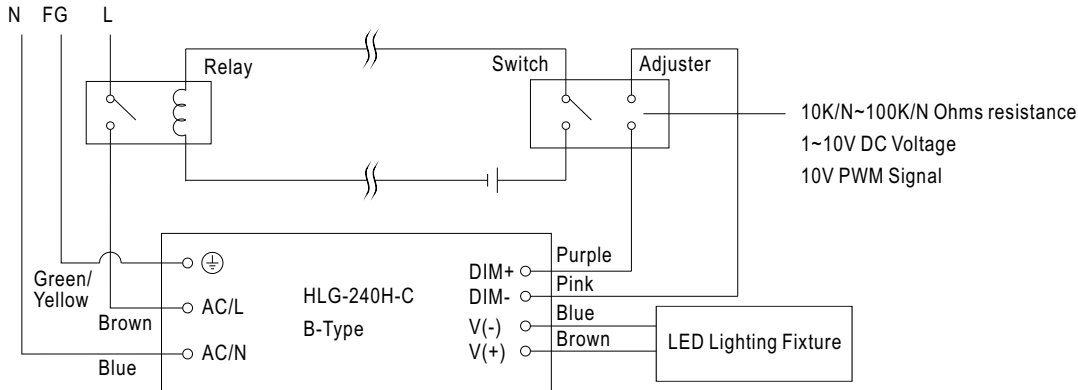 N FG L
Relay
Switch
Adjuster
10K/N~100K/N Ohms resistance
1~10V DC Voltage
10V PWM Signal
Green/
Yellow
Brown
Blue
AC/L
AC/N
HLG-240H-C
B-Type
DIM+
DIM-
V(-)
V(+)
Purple
Pink
Blue
Brown
LED Lighting Fixture